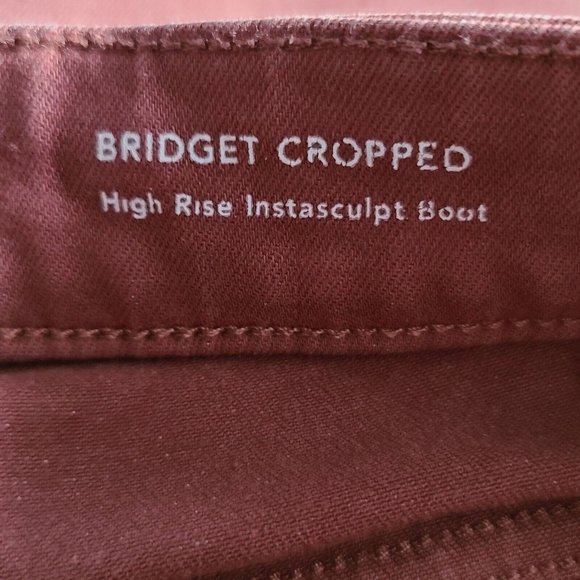 BRIDGET CROPPED
High Rise Instasculpt Boot